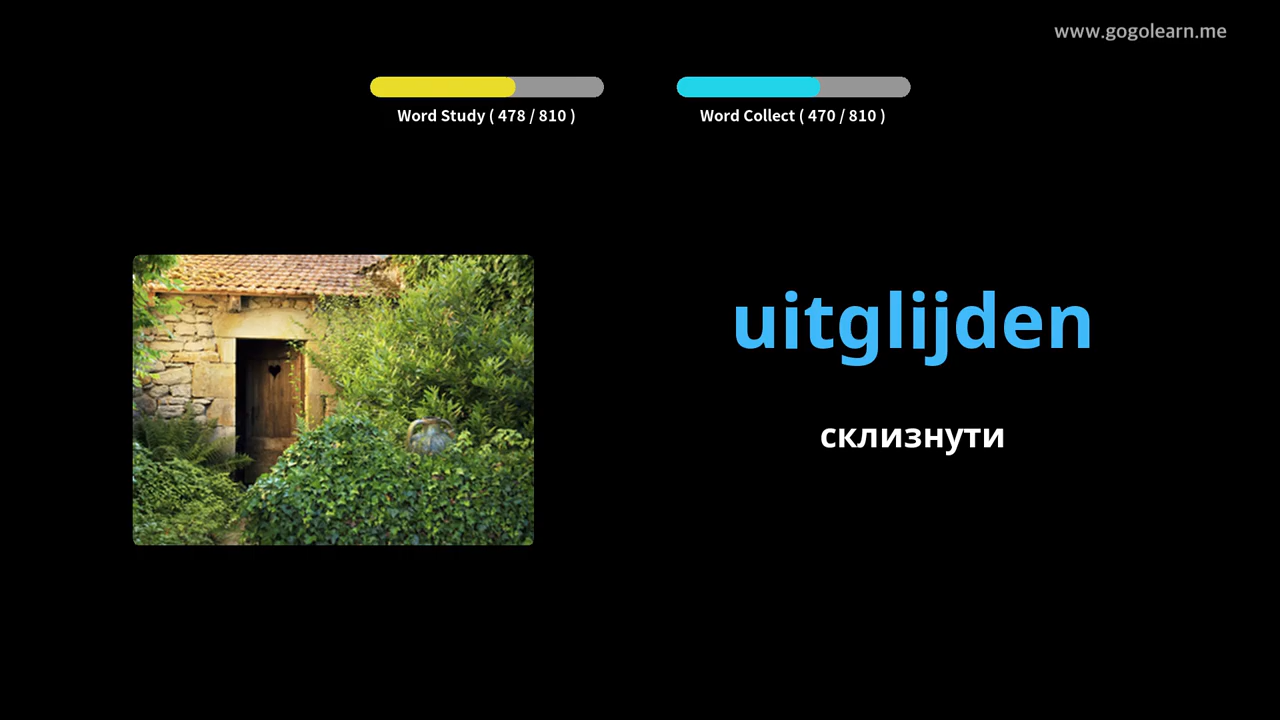 www.gogolearn.me
Word Study ( 478 / 810 )
Word Collect ( 470 / 810 )
uitglijden
склизнути